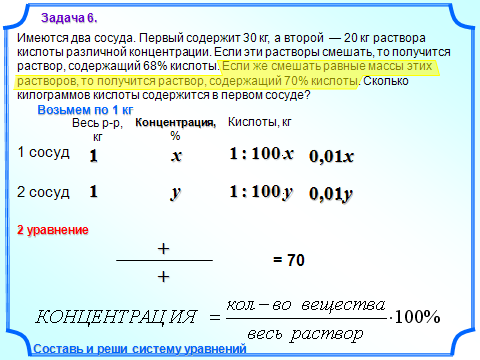 Задача 6.
Имеются два сосуда. Первый содержит 30 кг, а второй — 20 кг раствора
кислоты различной концентрации. Если эти растворы смешать, то получится
раствор, содержащий 68% кислоты. Если же смешать равные массы этих
растворов, то получится раствор, содержащий 70% кислоты. Сколько
килограммов кислоты содержится в первом сосуде?
Возьмем по 1 кг
Весь р-р, кг Концентрация, % Кислоты, кг
1 сосуд 1 x 1 : 100·x 0,01x
2 сосуд 1 y 1 : 100·y 0,01y
2 уравнение
+
+
= 70
КОНЦЕНТРАЦИЯ = кол-во вещества / весь раствор · 100%
Составь и реши систему уравнений